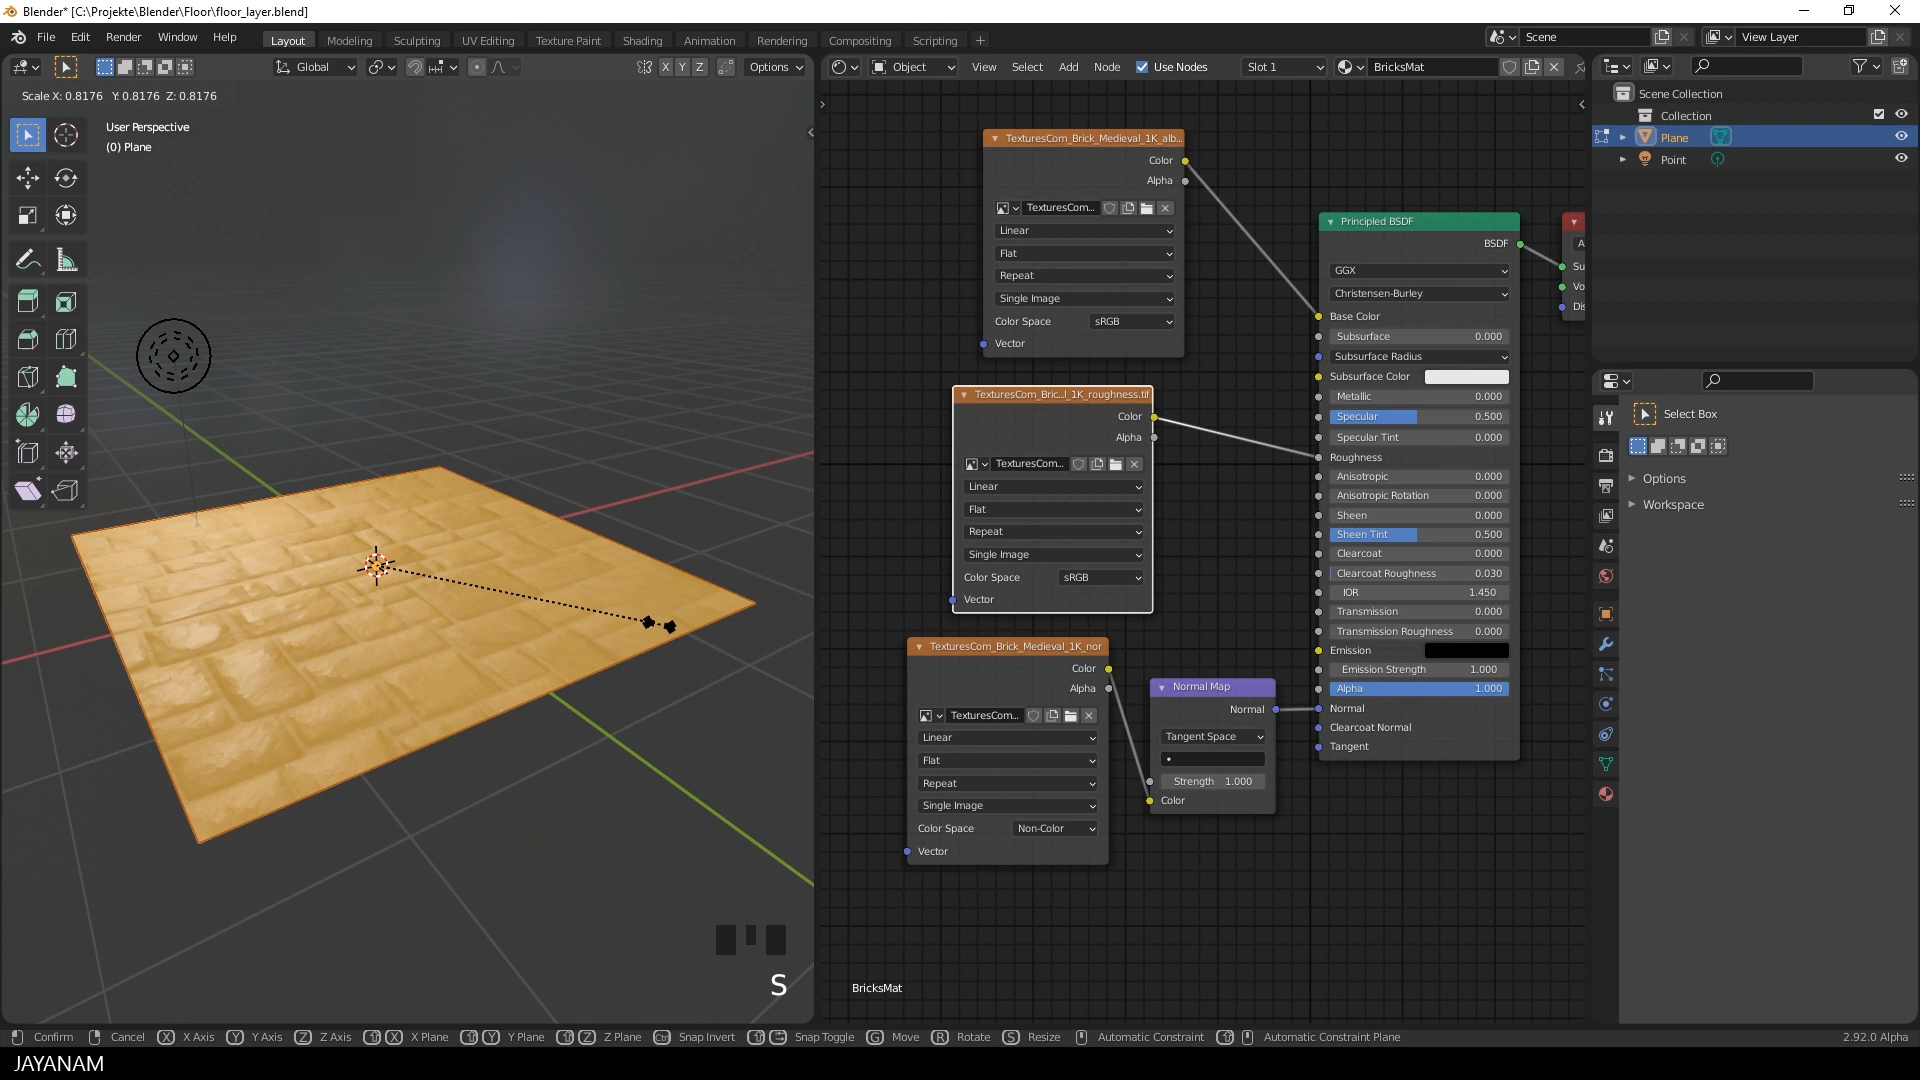 Blender* [C:\Projekte\Blender\Floor\floor_layer.blend]
File Edit Render Window Help
Layout Modeling Sculpting UV Editing Texture Paint Shading Animation Rendering Compositing Scripting +
Scene
View Layer
Global
X Y Z
Options
Object
View Select Add Node Use Nodes
Slot 1
BricksMat
Scale X: 0.8176 Y: 0.8176 Z: 0.8176
User Perspective
(0) Plane
TexturesCom_Brick_Medieval_1K_alb...
Color
Alpha
TexturesCom...
Linear
Flat
Repeat
Single Image
Color Space sRGB
Vector
TexturesCom_Bric...l_1K_roughness.tif
Color
Alpha
TexturesCom...
Linear
Flat
Repeat
Single Image
Color Space sRGB
Vector
TexturesCom_Brick_Medieval_1K_nor
Color
Alpha
TexturesCom...
Linear
Flat
Repeat
Single Image
Color Space Non-Color
Vector
Normal Map
Normal
Tangent Space
Strength 1.000
Color
Principled BSDF
BSDF
GGX
Christensen-Burley
Base Color
Subsurface 0.000
Subsurface Radius
Subsurface Color
Metallic 0.000
Specular 0.500
Specular Tint 0.000
Roughness
Anisotropic 0.000
Anisotropic Rotation 0.000
Sheen 0.000
Sheen Tint 0.500
Clearcoat 0.000
Clearcoat Roughness 0.030
IOR 1.450
Transmission 0.000
Transmission Roughness 0.000
Emission
Emission Strength 1.000
Alpha 1.000
Normal
Clearcoat Normal
Tangent
A
Su
Vo
Dis
Scene Collection
Collection
Plane
Point
Select Box
Options
Workspace
S
BricksMat
Confirm Cancel X X Axis Y Y Axis Z Z Axis X X Plane Y Y Plane Z Z Plane Ctrl Snap Invert Snap Toggle G Move R Rotate S Resize Automatic Constraint Automatic Constraint Plane 2.92.0 Alpha
JAYANAM